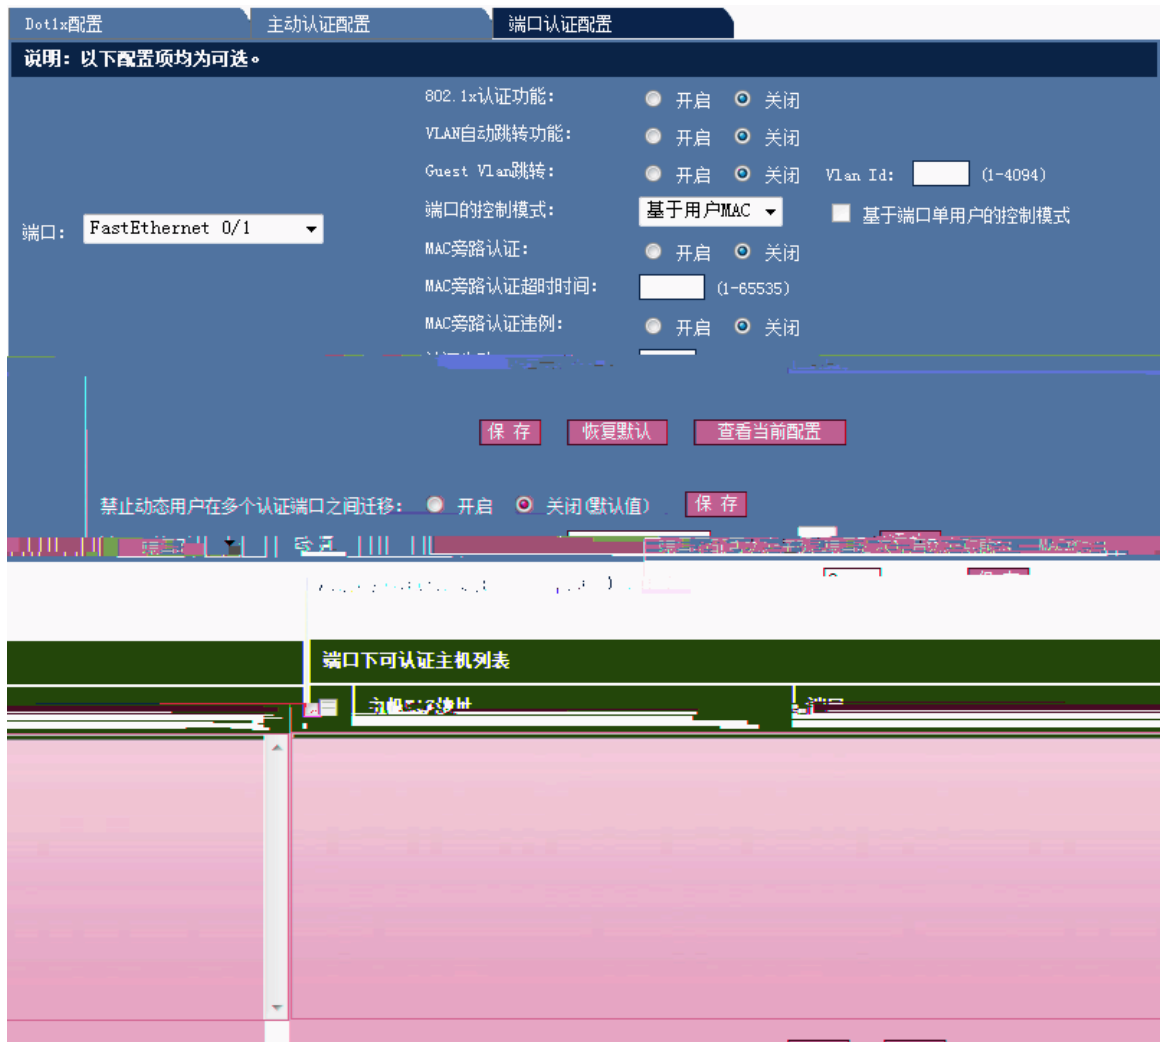 Dot1x配置 主动认证配置 端口认证配置
说明：以下配置项均为可选。
802.1x认证功能： 开启 关闭
VLAN自动跳转功能： 开启 关闭
Guest Vlan跳转： 开启 关闭 Vlan Id: (1-4094)
端口的控制模式： 基于用户MAC 基于端口单用户的控制模式
端口： FastEthernet 0/1
MAC旁路认证： 开启 关闭
MAC旁路认证超时时间： (1-65535)
MAC旁路认证违例： 开启 关闭
保存 恢复默认 查看当前配置
禁止动态用户在多个认证端口之间迁移： 开启 关闭(默认值) 保存
端口下可认证主机列表